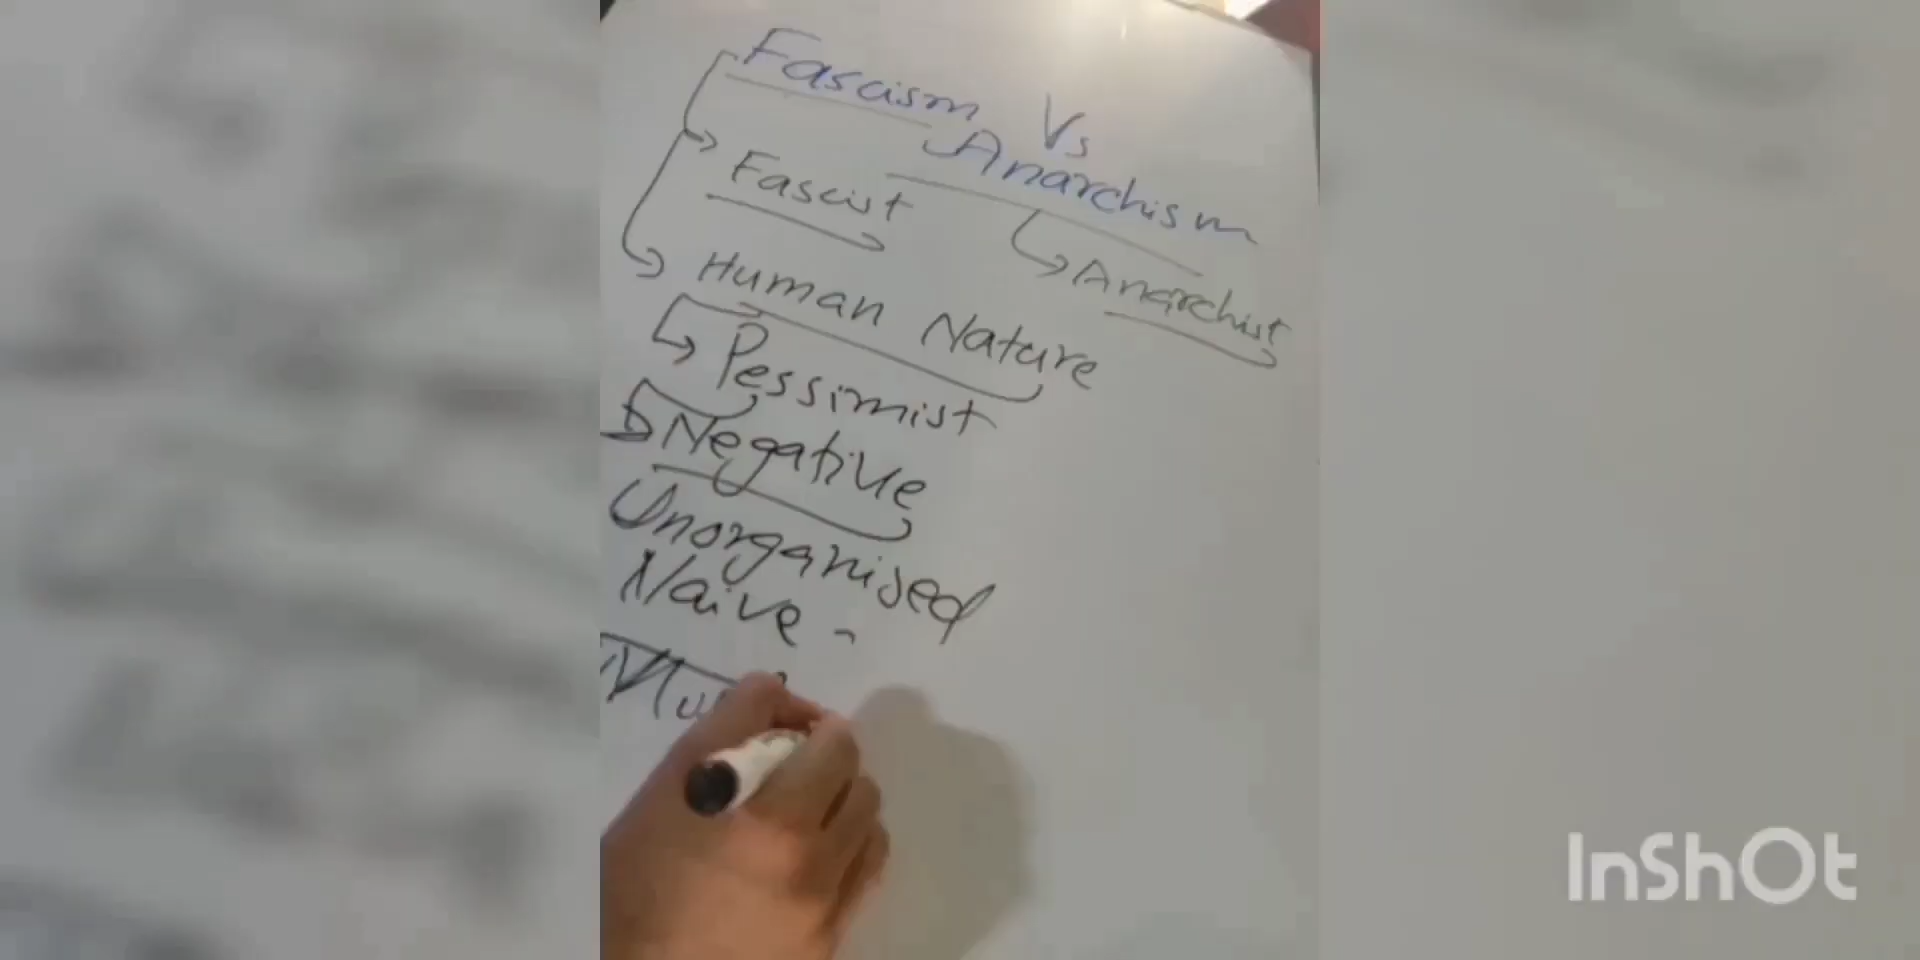 Fascism Vs
Anarchism
Fascist
Anarchist
Human Nature
Pessimist
Negative
Unorganised
Naive -
InShOt